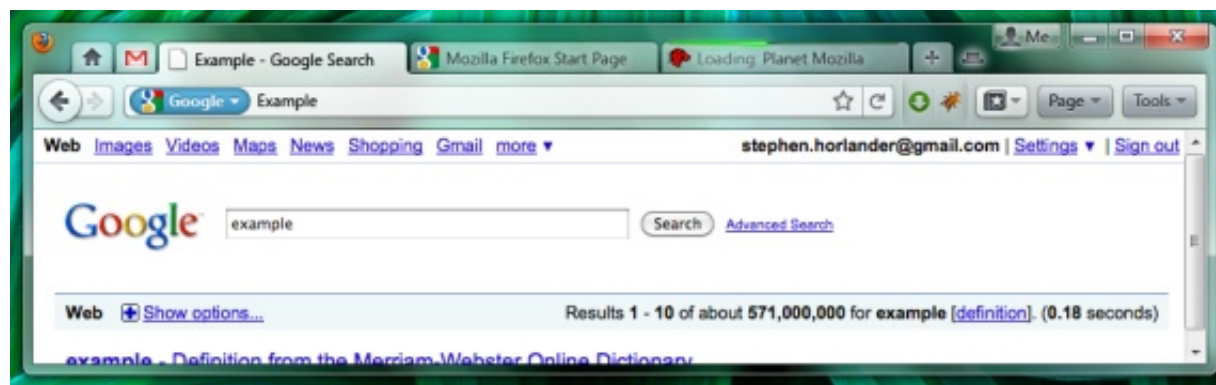 Me
Example - Google Search Mozilla Firefox Start Page Loading: Planet Mozilla
Google Example Page Tools
Web Images Videos Maps News Shopping Gmail more stephen.horlander@gmail.com | Settings | Sign out
Google example Search Advanced Search
Web Show options... Results 1 - 10 of about 571,000,000 for example [definition]. (0.18 seconds)
example - Definition from the Merriam-Webster Online Dictionary